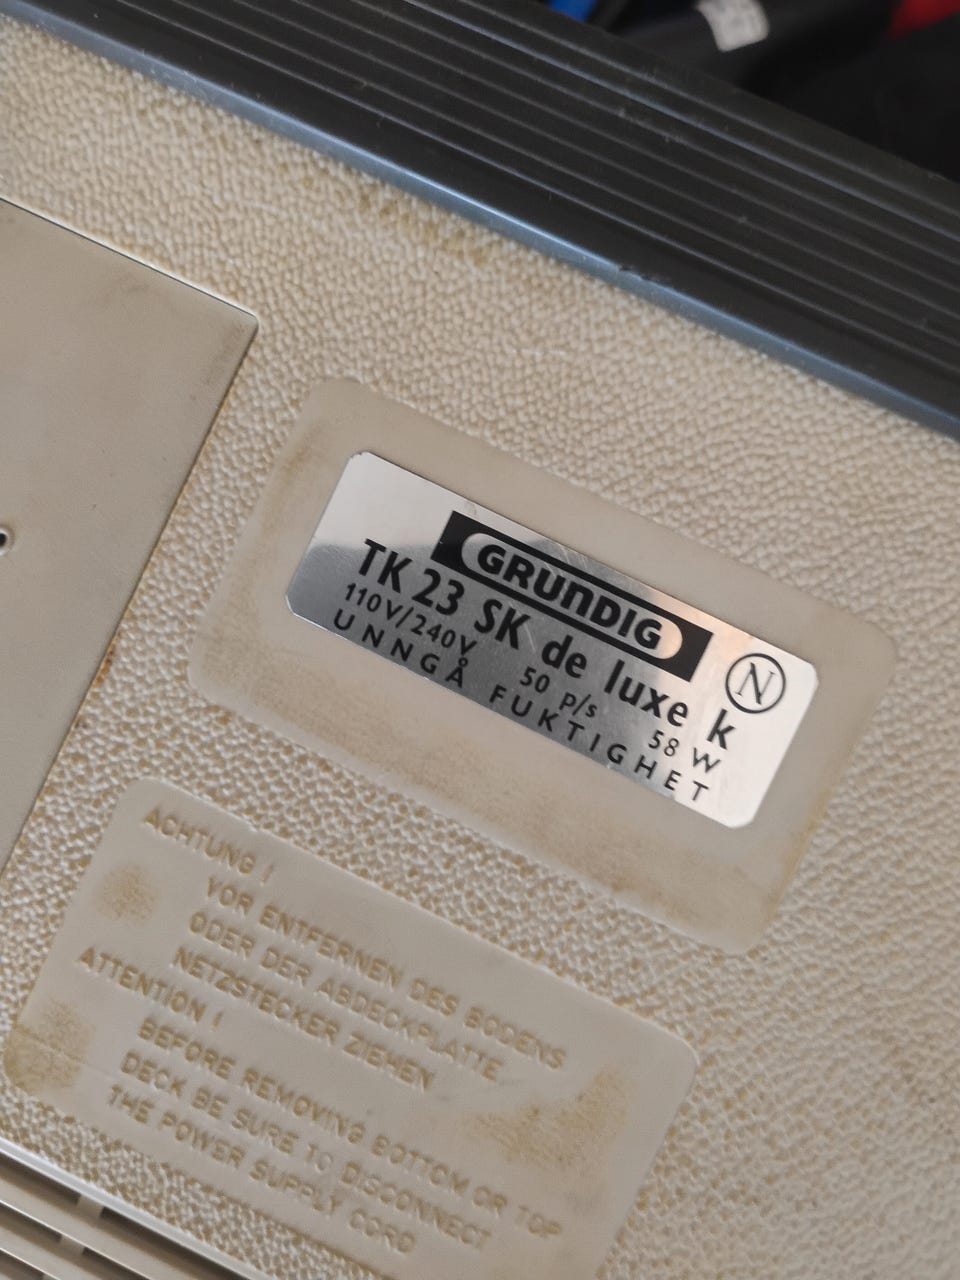 GRUNDIG
TK 23 SK de luxe k
N
110V/240V 50 p/s 58 W
UNNGÅ FUKTIGHET
ACHTUNG !
VOR ENTFERNEN DES BODENS
ODER DER ABDECKPLATTE
NETZSTECKER ZIEHEN
ATTENTION !
BEFORE REMOVING BOTTOM OR TOP
DECK BE SURE TO DISCONNECT
THE POWER SUPPLY CORD